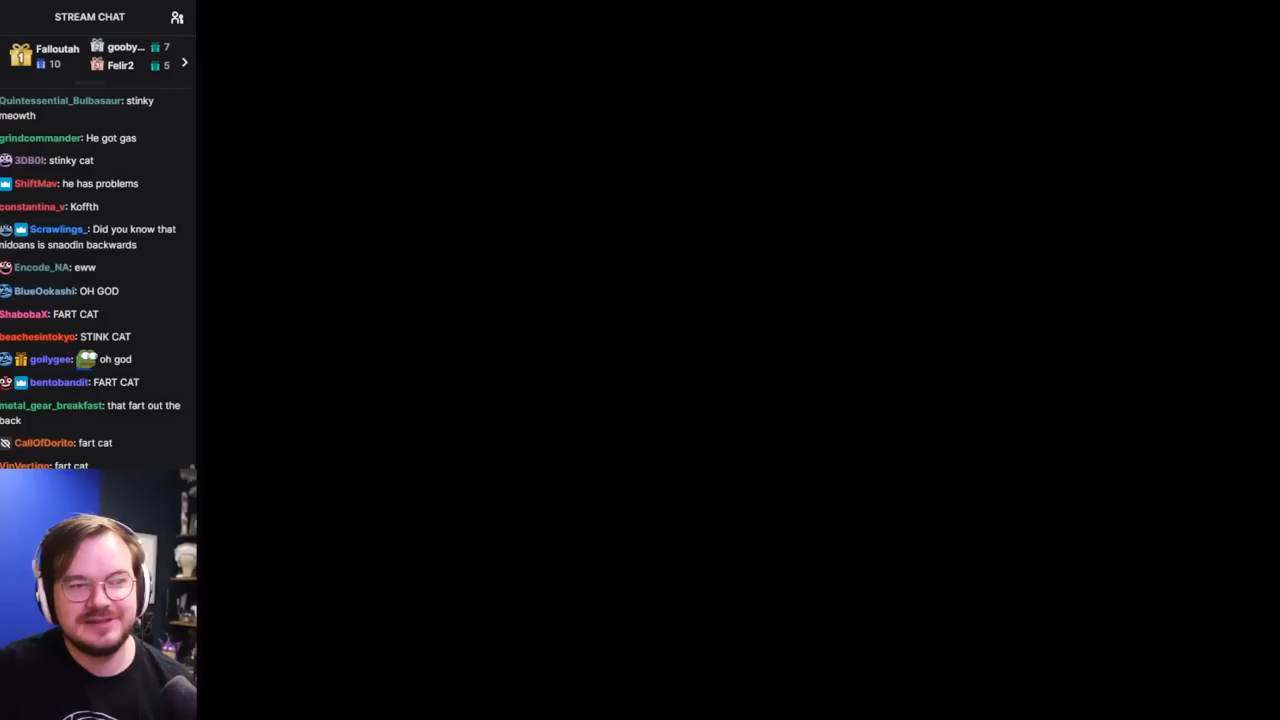 STREAM CHAT
1 Falloutah gooby... 7
10 Felir2 5
Quintessential_Bulbasaur: stinky
meowth
grindcommander: He got gas
3DB0I: stinky cat
ShiftMav: he has problems
constantina_v: Koffth
Scrawlings_: Did you know that
nidoans is snaodin backwards
Encode_NA: eww
BlueOokashi: OH GOD
ShabobaX: FART CAT
beachesintokyo: STINK CAT
gollygee: oh god
bentobandit: FART CAT
metal_gear_breakfast: that fart out the
back
CallOfDorito: fart cat
VinVertigo: fart cat